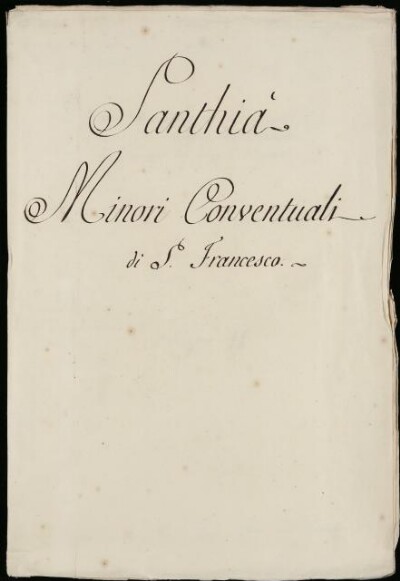 Santhià
Minori Conventuali
di S.º Francesco.